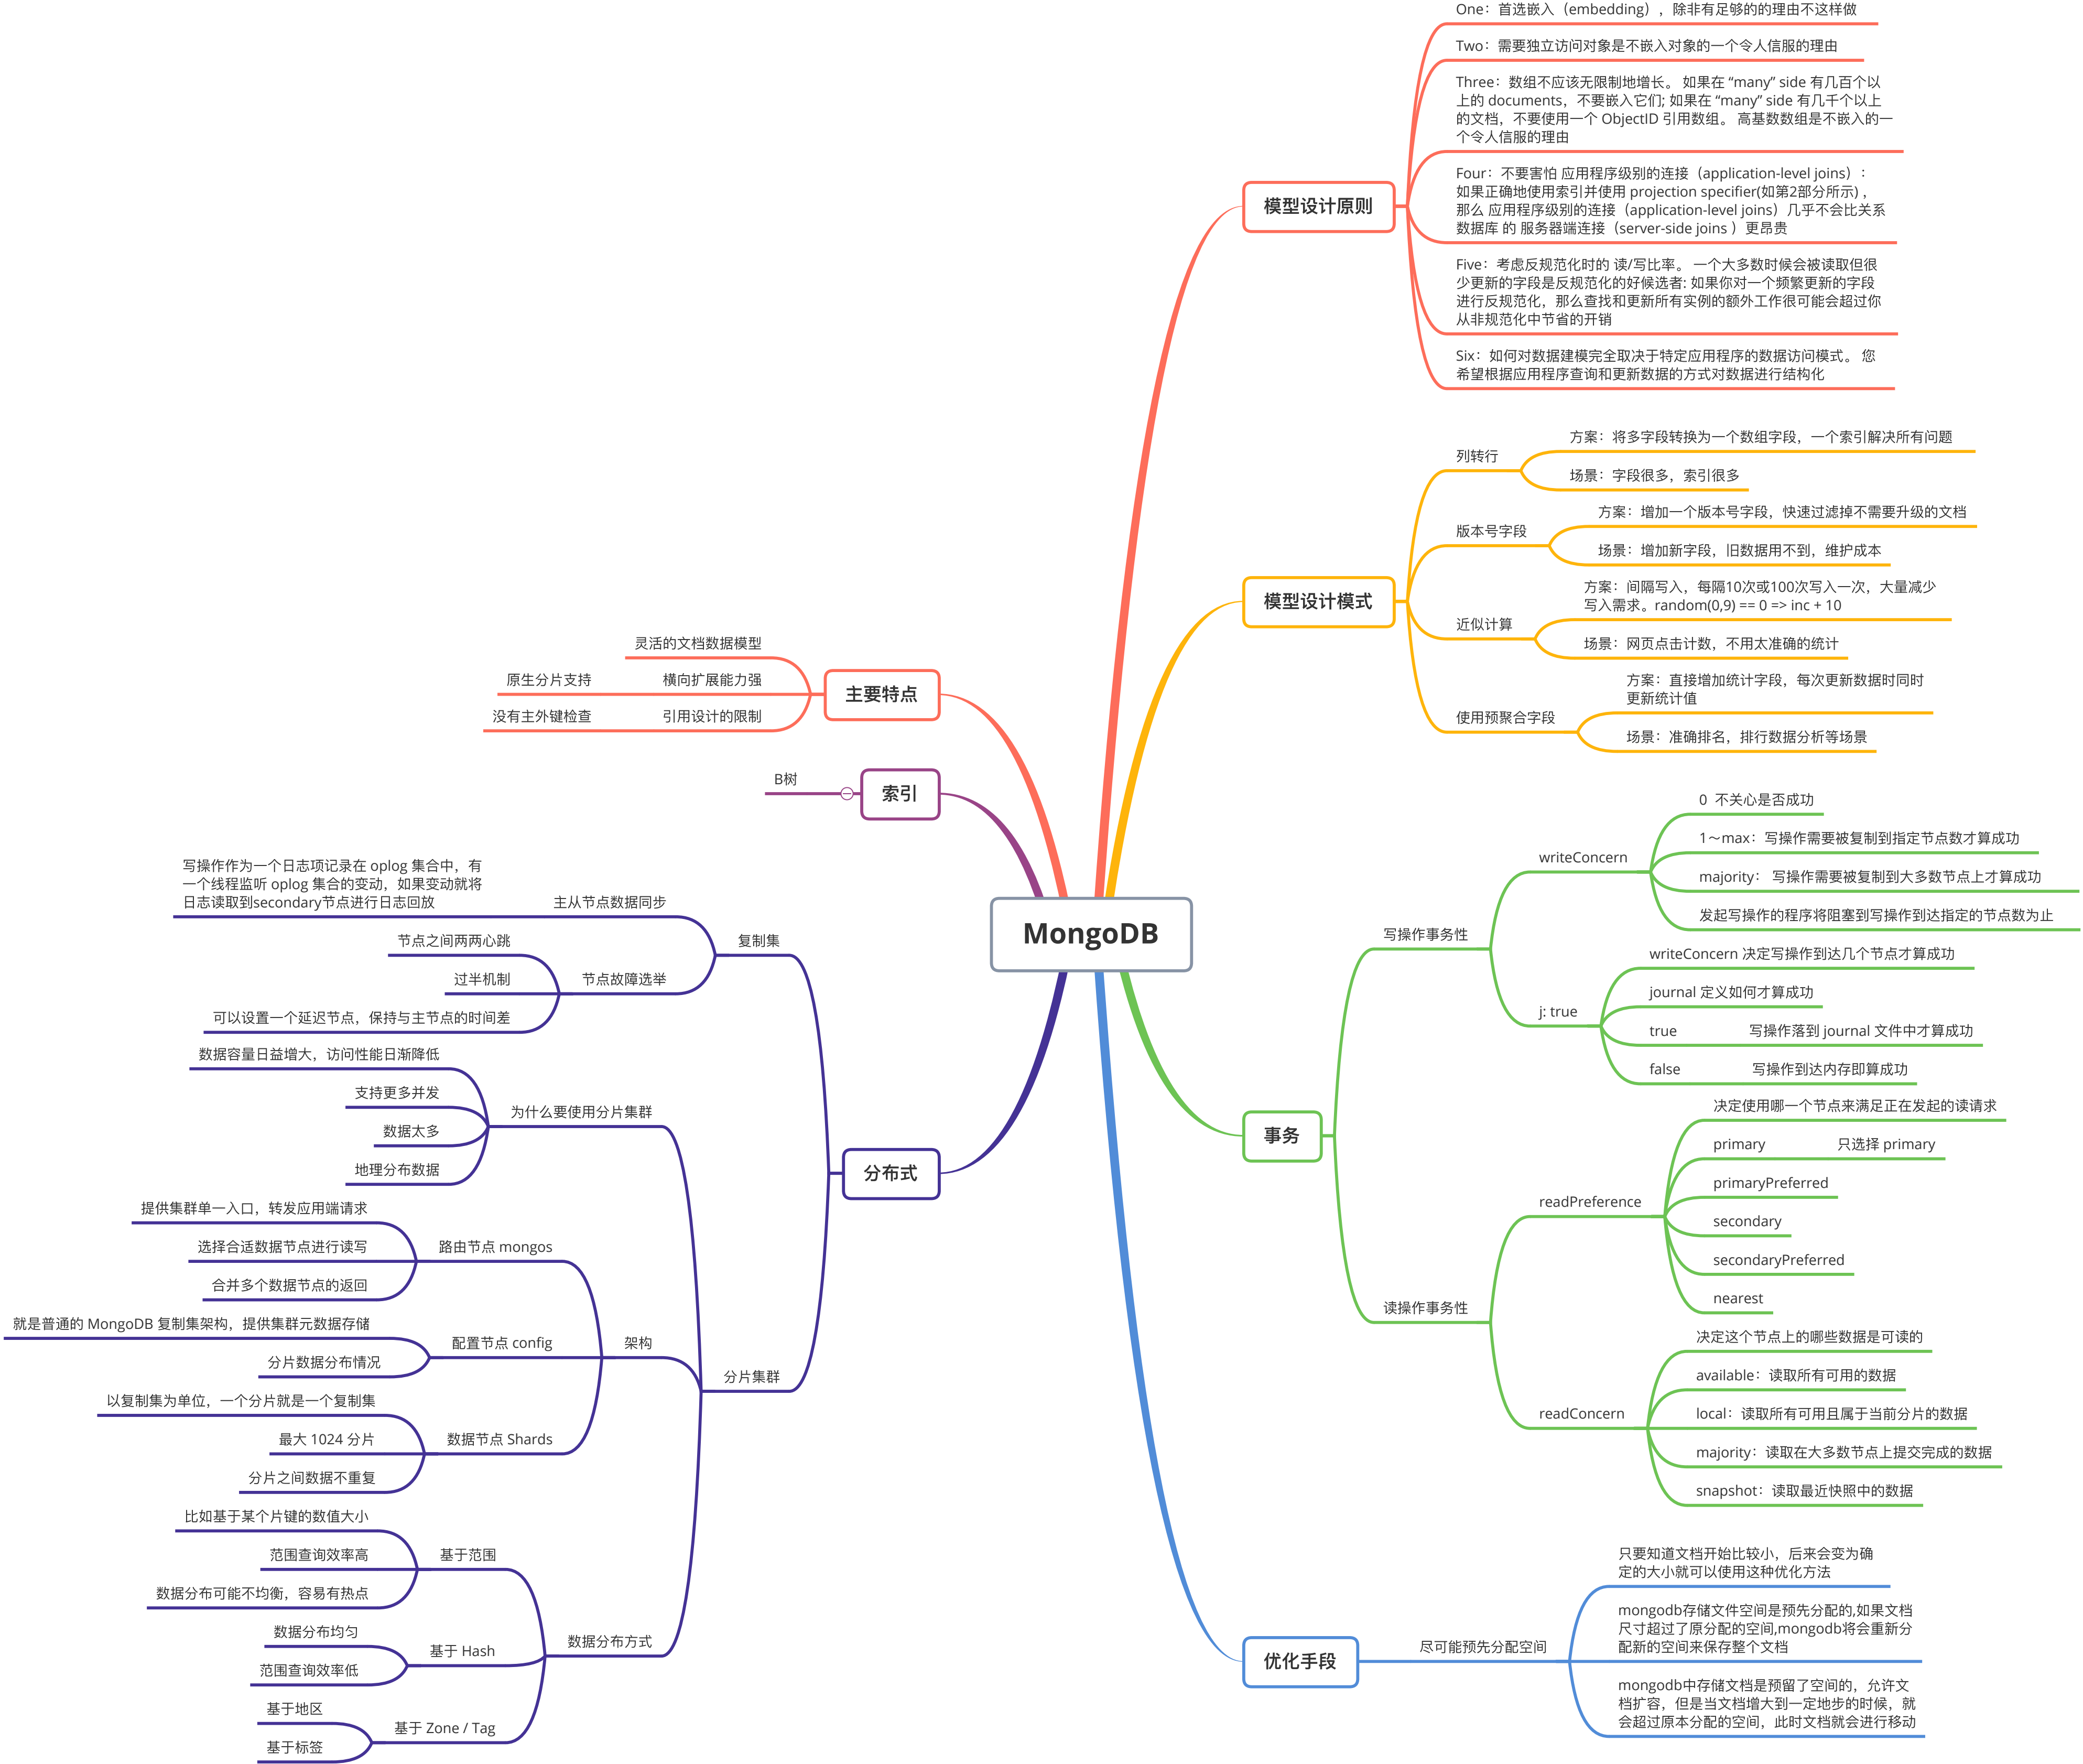 MongoDB
模型设计原则
One：首选嵌入（embedding），除非有足够的的理由不这样做
Two：需要独立访问对象是不嵌入对象的一个令人信服的理由
Three：数组不应该无限制地增长。 如果在 “many” side 有几百个以
上的 documents，不要嵌入它们; 如果在 “many” side 有几千个以上
的文档，不要使用一个 ObjectID 引用数组。 高基数数组是不嵌入的一
个令人信服的理由
Four：不要害怕 应用程序级别的连接（application-level joins）：
如果正确地使用索引并使用 projection specifier(如第2部分所示) ，
那么 应用程序级别的连接（application-level joins）几乎不会比关系
数据库 的 服务器端连接（server-side joins ）更昂贵
Five：考虑反规范化时的 读/写比率。 一个大多数时候会被读取但很
少更新的字段是反规范化的好候选者: 如果你对一个频繁更新的字段
进行反规范化，那么查找和更新所有实例的额外工作很可能会超过你
从非规范化中节省的开销
Six：如何对数据建模完全取决于特定应用程序的数据访问模式。 您
希望根据应用程序查询和更新数据的方式对数据进行结构化
模型设计模式
列转行
方案：将多字段转换为一个数组字段，一个索引解决所有问题
场景：字段很多，索引很多
版本号字段
方案：增加一个版本号字段，快速过滤掉不需要升级的文档
场景：增加新字段，旧数据用不到，维护成本
近似计算
方案：间隔写入，每隔10次或100次写入一次，大量减少
写入需求。random(0,9) == 0 => inc + 10
场景：网页点击计数，不用太准确的统计
使用预聚合字段
方案：直接增加统计字段，每次更新数据时同时
更新统计值
场景：准确排名，排行数据分析等场景
事务
写操作事务性
writeConcern
0  不关心是否成功
1～max：写操作需要被复制到指定节点数才算成功
majority： 写操作需要被复制到大多数节点上才算成功
发起写操作的程序将阻塞到写操作到达指定的节点数为止
j: true
writeConcern 决定写操作到达几个节点才算成功
journal 定义如何才算成功
true
写操作落到 journal 文件中才算成功
false
写操作到达内存即算成功
读操作事务性
readPreference
决定使用哪一个节点来满足正在发起的读请求
primary
只选择 primary
primaryPreferred
secondary
secondaryPreferred
nearest
readConcern
决定这个节点上的哪些数据是可读的
available：读取所有可用的数据
local：读取所有可用且属于当前分片的数据
majority：读取在大多数节点上提交完成的数据
snapshot：读取最近快照中的数据
优化手段
尽可能预先分配空间
只要知道文档开始比较小，后来会变为确
定的大小就可以使用这种优化方法
mongodb存储文件空间是预先分配的,如果文档
尺寸超过了原分配的空间,mongodb将会重新分
配新的空间来保存整个文档
mongodb中存储文档是预留了空间的，允许文
档扩容，但是当文档增大到一定地步的时候，就
会超过原本分配的空间，此时文档就会进行移动
主要特点
灵活的文档数据模型
横向扩展能力强
原生分片支持
引用设计的限制
没有主外键检查
索引
B树
分布式
复制集
主从节点数据同步
写操作作为一个日志项记录在 oplog 集合中，有
一个线程监听 oplog 集合的变动，如果变动就将
日志读取到secondary节点进行日志回放
节点故障选举
节点之间两两心跳
过半机制
可以设置一个延迟节点，保持与主节点的时间差
分片集群
为什么要使用分片集群
数据容量日益增大，访问性能日渐降低
支持更多并发
数据太多
地理分布数据
架构
路由节点 mongos
提供集群单一入口，转发应用端请求
选择合适数据节点进行读写
合并多个数据节点的返回
配置节点 config
就是普通的 MongoDB 复制集架构，提供集群元数据存储
分片数据分布情况
数据节点 Shards
以复制集为单位，一个分片就是一个复制集
最大 1024 分片
分片之间数据不重复
数据分布方式
基于范围
比如基于某个片键的数值大小
范围查询效率高
数据分布可能不均衡，容易有热点
基于 Hash
数据分布均匀
范围查询效率低
基于 Zone / Tag
基于地区
基于标签